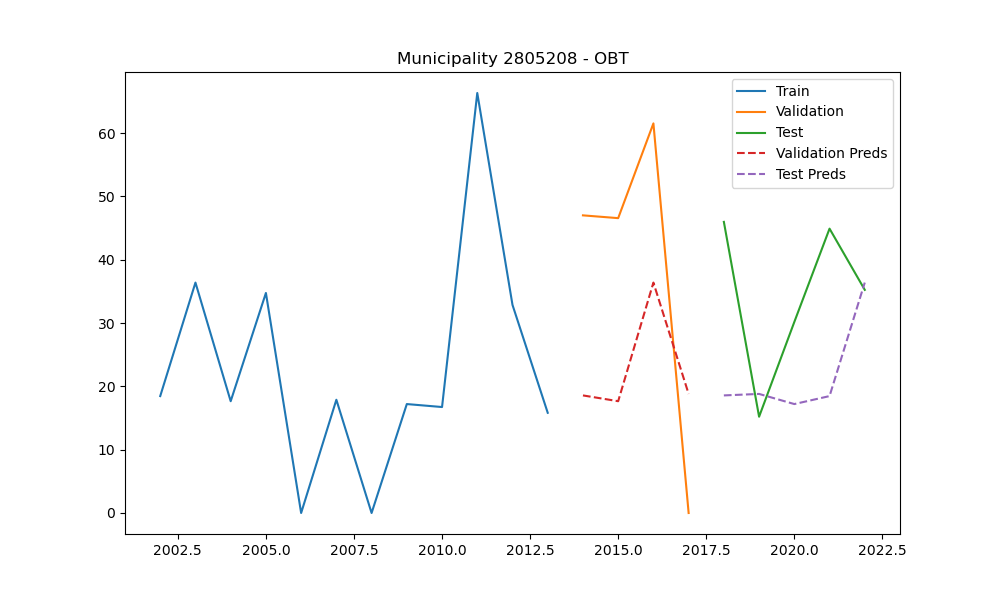 Municipality 2805208 - OBT
Train
Validation
Test
Validation Preds
Test Preds
60
50
40
30
20
10
0
2002.5 2005.0 2007.5 2010.0 2012.5 2015.0 2017.5 2020.0 2022.5